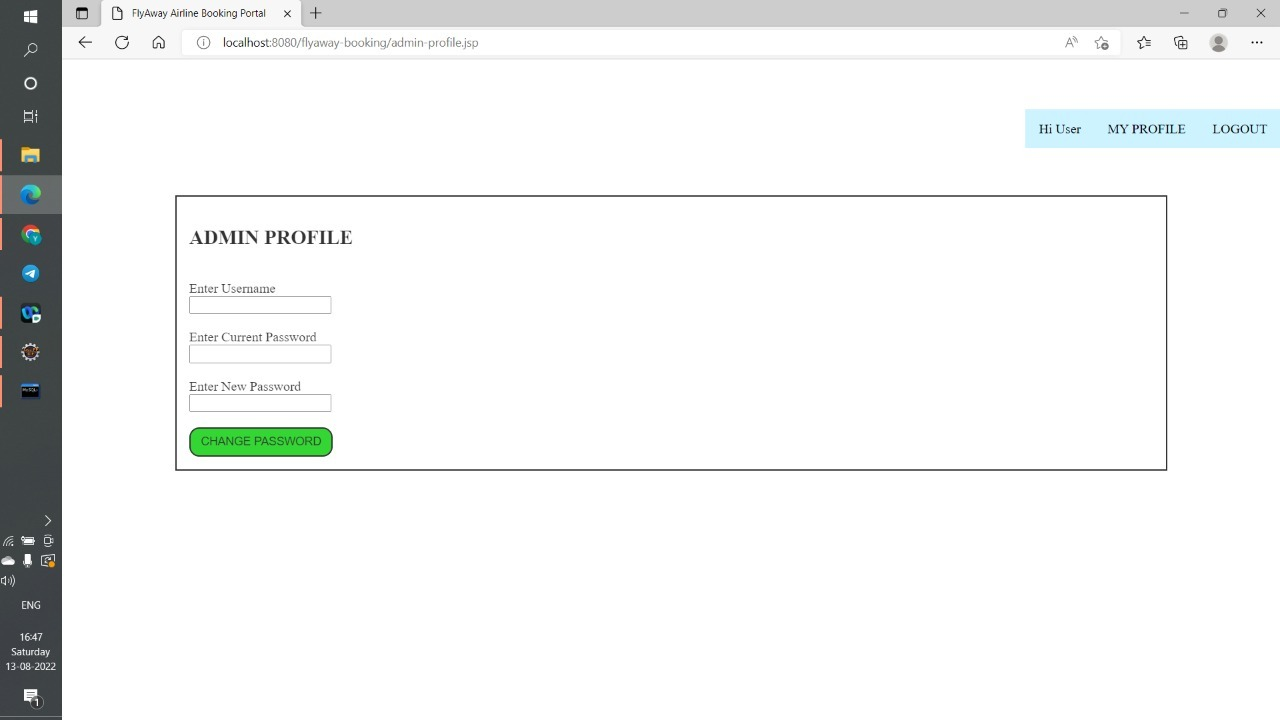 FlyAway Airline Booking Portal
localhost:8080/flyaway-booking/admin-profile.jsp
Hi User MY PROFILE LOGOUT
ADMIN PROFILE
Enter Username
Enter Current Password
Enter New Password
CHANGE PASSWORD
ENG
16:47
Saturday
13-08-2022
1